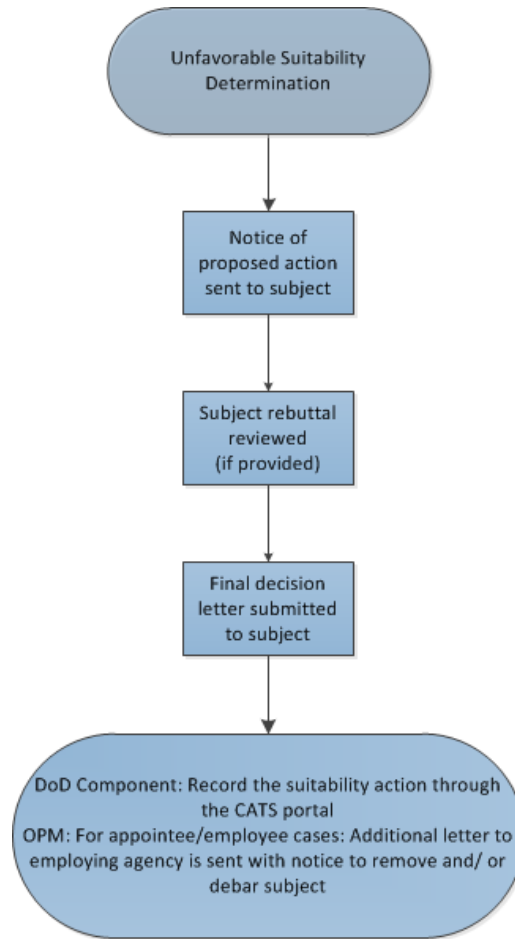 Unfavorable Suitability
Determination
Notice of
proposed action
sent to subject
Subject rebuttal
reviewed
(if provided)
Final decision
letter submitted
to subject
DoD Component: Record the suitability action through
the CATS portal
OPM: For appointee/employee cases: Additional letter to
employing agency is sent with notice to remove and/ or
debar subject